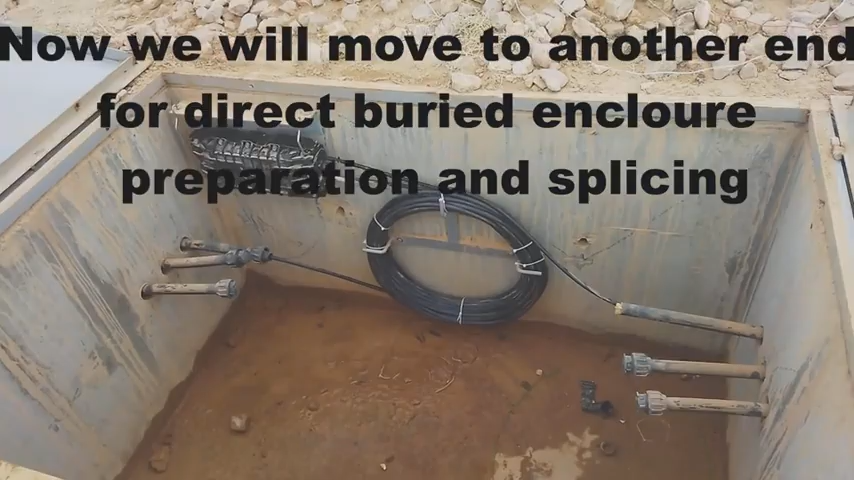 Now we will move to another end
for direct buried encloure
preparation and splicing